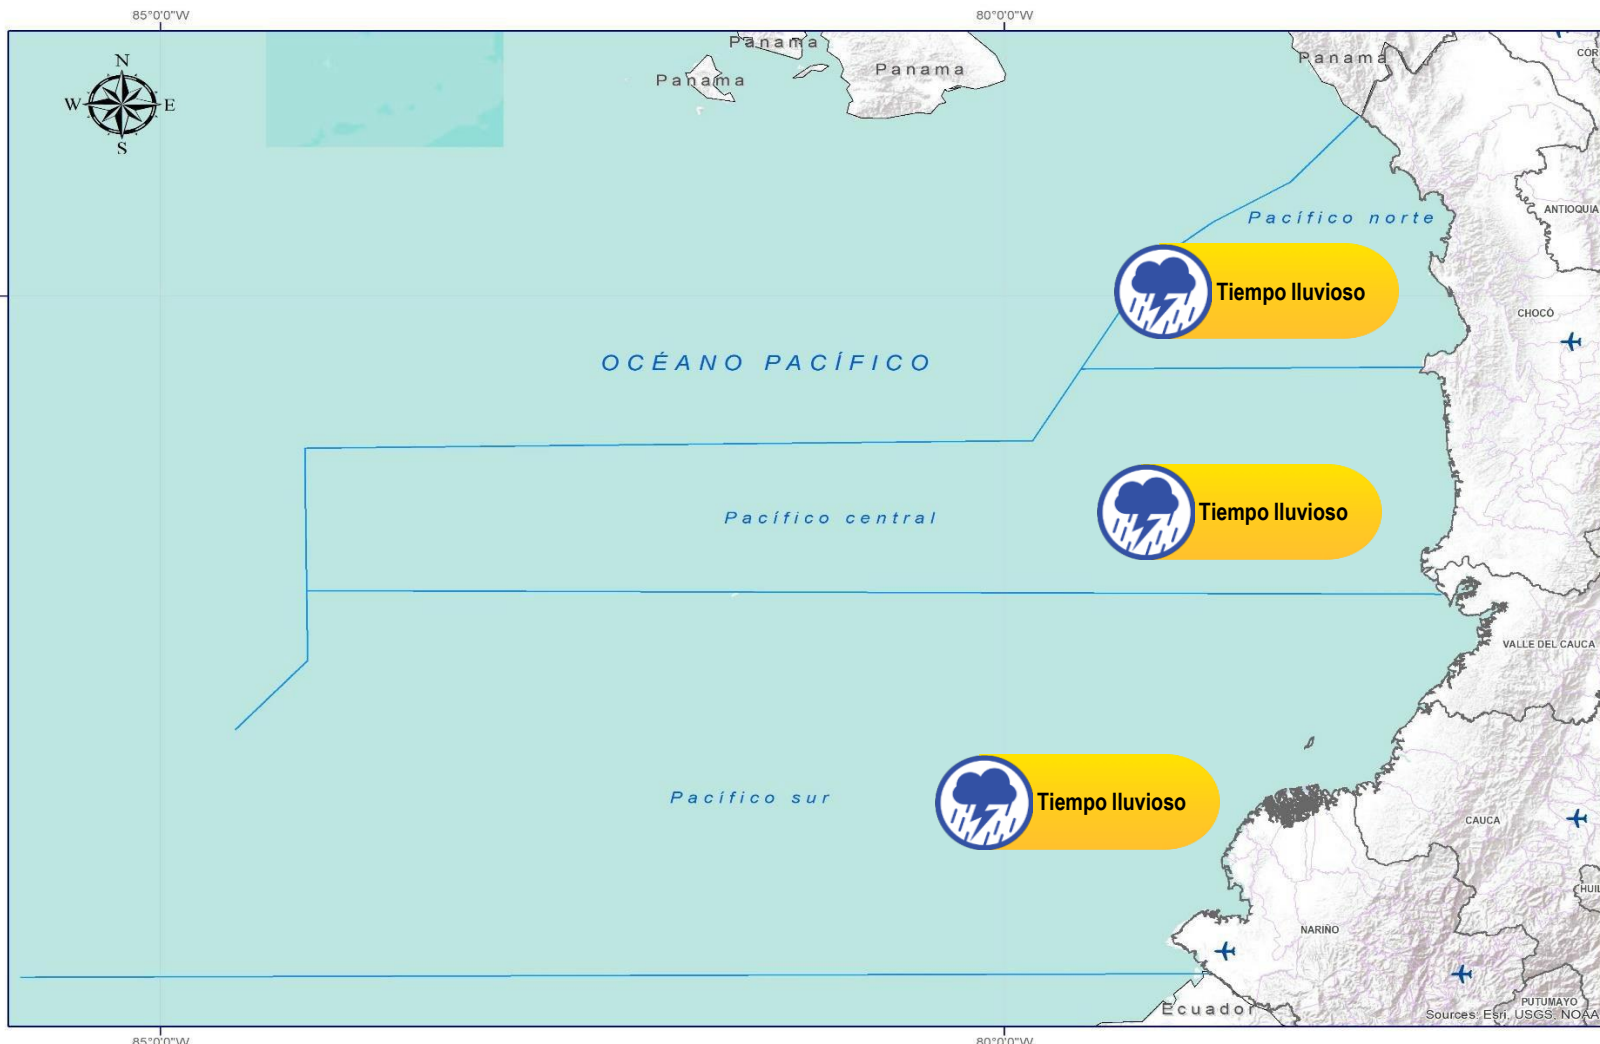 85°0'0"W
80°0'0"W
N
W
E
S
Panama
Panama
Panama
Panama
COR
ANTIOQUIA
Pacífico norte
Tiempo lluvioso
CHOCÓ
OCÉANO PACÍFICO
Pacífico central
Tiempo lluvioso
VALLE DEL CAUCA
Pacífico sur
Tiempo lluvioso
CAUCA
HUIL
NARIÑO
PUTUMAYO
Ecuador
Sources: Esri, USGS, NOAA
85°0'0"W
80°0'0"W